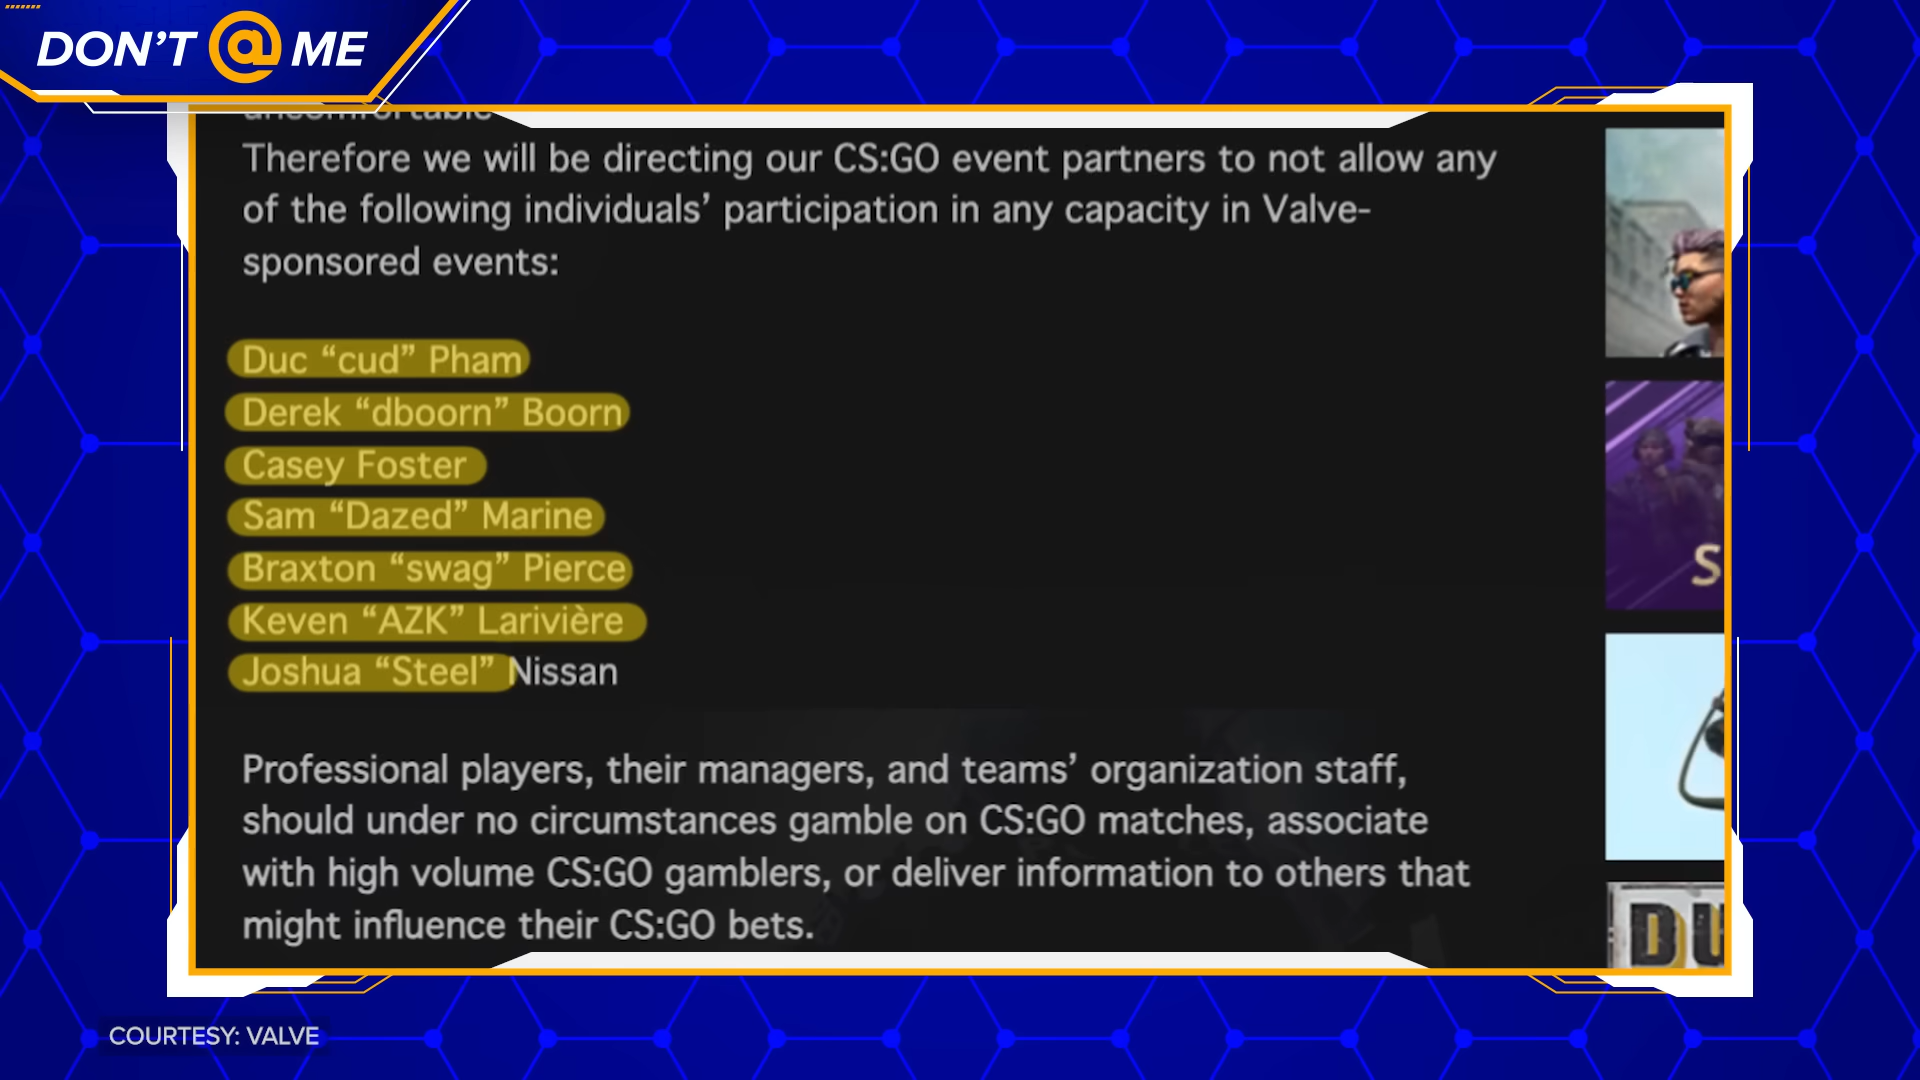 DON'T @ ME
uncomfortable
Therefore we will be directing our CS:GO event partners to not allow any
of the following individuals’ participation in any capacity in Valve-
sponsored events:
Duc “cud” Pham
Derek “dboorn” Boorn
Casey Foster
Sam “Dazed” Marine
Braxton “swag” Pierce
Keven “AZK” Larivière
Joshua “Steel” Nissan
Professional players, their managers, and teams’ organization staff,
should under no circumstances gamble on CS:GO matches, associate
with high volume CS:GO gamblers, or deliver information to others that
might influence their CS:GO bets.
S
DU
COURTESY: VALVE